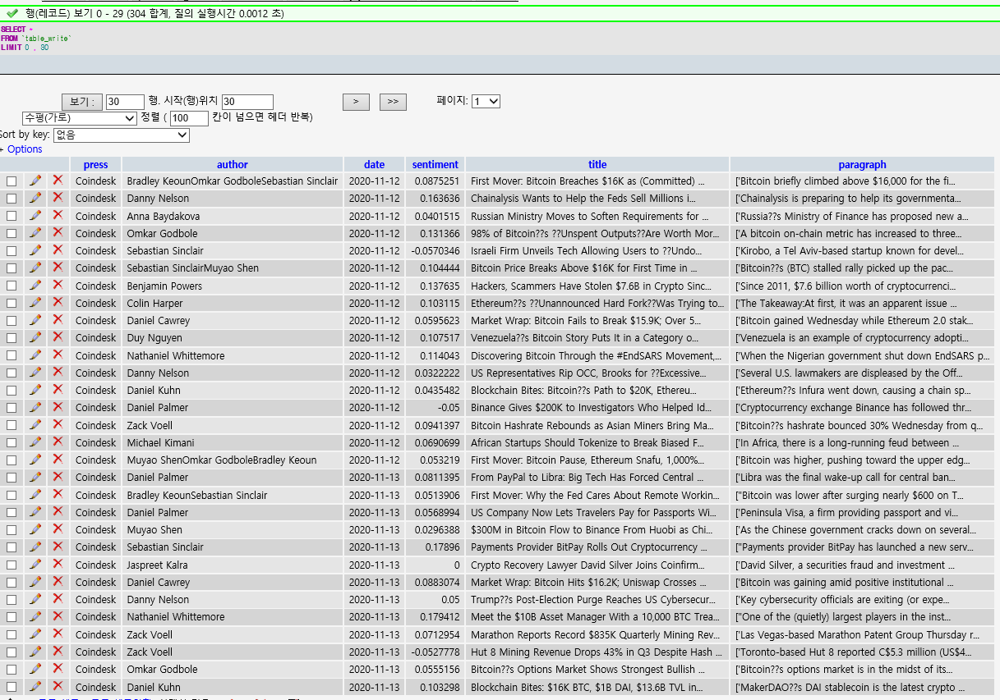 행(레코드) 보기 0 - 29 (304 합계, 질의 실행시간 0.0012 초)
SELECT *
FROM `table_write`
LIMIT 0 , 30
보기 : 30 행. 시작(행)위치 30 > >> 페이지: 1
수평(가로) 정렬 ( 100 칸이 넘으면 헤더 반복)
Sort by key: 없음
+ Options
press author date sentiment title paragraph
Coindesk Bradley KeounOmkar GodboleSebastian Sinclair 2020-11-12 0.0875251 First Mover: Bitcoin Breaches $16K as (Committed) ... ['Bitcoin briefly climbed above $16,000 for the fi...
Coindesk Danny Nelson 2020-11-12 0.163636 Chainalysis Wants to Help the Feds Sell Millions i... ['Chainalysis is preparing to help its governmenta...
Coindesk Anna Baydakova 2020-11-12 0.0401515 Russian Ministry Moves to Soften Requirements for ... ['Russia??s Ministry of Finance has proposed new a...
Coindesk Omkar Godbole 2020-11-12 0.131366 98% of Bitcoin??s ??Unspent Outputs??Are Worth Mor... ['A bitcoin on-chain metric has increased to three...
Coindesk Sebastian Sinclair 2020-11-12 -0.0570346 Israeli Firm Unveils Tech Allowing Users to ??Undo... ['Kirobo, a Tel Aviv-based startup known for devel...
Coindesk Sebastian SinclairMuyao Shen 2020-11-12 0.104444 Bitcoin Price Breaks Above $16K for First Time in ... ['Bitcoin??s (BTC) stalled rally picked up the pac...
Coindesk Benjamin Powers 2020-11-12 0.137635 Hackers, Scammers Have Stolen $7.6B in Crypto Sinc... ['Since 2011, $7.6 billion worth of cryptocurrenci...
Coindesk Colin Harper 2020-11-12 0.103115 Ethereum??s ??Unannounced Hard Fork??Was Trying to... ['The Takeaway:At first, it was an apparent issue ...
Coindesk Daniel Cawrey 2020-11-12 0.0595623 Market Wrap: Bitcoin Fails to Break $15.9K; Over 5... ['Bitcoin gained Wednesday while Ethereum 2.0 stak...
Coindesk Duy Nguyen 2020-11-12 0.107517 Venezuela??s Bitcoin Story Puts It in a Category o... ['Venezuela is an example of cryptocurrency adopti...
Coindesk Nathaniel Whittemore 2020-11-12 0.114043 Discovering Bitcoin Through the #EndSARS Movement,... ['When the Nigerian government shut down EndSARS p...
Coindesk Danny Nelson 2020-11-12 0.0322222 US Representatives Rip OCC, Brooks for ??Excessive... ['Several U.S. lawmakers are displeased by the Off...
Coindesk Daniel Kuhn 2020-11-12 0.0435482 Blockchain Bites: Bitcoin??s Path to $20K, Ethereu... ['Ethereum??s Infura went down, causing a chain sp...
Coindesk Daniel Palmer 2020-11-12 -0.05 Binance Gives $200K to Investigators Who Helped Id... ['Cryptocurrency exchange Binance has followed thr...
Coindesk Zack Voell 2020-11-12 0.0941397 Bitcoin Hashrate Rebounds as Asian Miners Bring Ma... ['Bitcoin??s hashrate bounced 30% Wednesday from q...
Coindesk Michael Kimani 2020-11-12 0.0690699 African Startups Should Tokenize to Break Biased F... ['In Africa, there is a long-running feud between ...
Coindesk Muyao ShenOmkar GodboleBradley Keoun 2020-11-12 0.053219 First Mover: Bitcoin Pause, Ethereum Snafu, 1,000%... ['Bitcoin was higher, pushing toward the upper edg...
Coindesk Daniel Palmer 2020-11-13 0.0811395 From PayPal to Libra: Big Tech Has Forced Central ... ['Libra was the final wake-up call for central ban...
Coindesk Bradley KeounSebastian Sinclair 2020-11-13 0.0513906 First Mover: Why the Fed Cares About Remote Workin... ["Bitcoin was lower after surging nearly $600 on T...
Coindesk Daniel Palmer 2020-11-13 0.0568994 US Company Now Lets Travelers Pay for Passports Wi... ['Peninsula Visa, a firm providing passport and vi...
Coindesk Muyao Shen 2020-11-13 0.0296388 $300M in Bitcoin Flow to Binance From Huobi as Chi... ['As the Chinese government cracks down on several...
Coindesk Sebastian Sinclair 2020-11-13 0.17896 Payments Provider BitPay Rolls Out Cryptocurrency ... ["Payments provider BitPay has launched a new serv...
Coindesk Jaspreet Kalra 2020-11-13 0 Crypto Recovery Lawyer David Silver Joins Coinfirm... ['David Silver, a securities fraud and investment ...
Coindesk Daniel Cawrey 2020-11-13 0.0883074 Market Wrap: Bitcoin Hits $16.2K; Uniswap Crosses ... ['Bitcoin was gaining amid positive institutional ...
Coindesk Danny Nelson 2020-11-13 0.05 Trump??s Post-Election Purge Reaches US Cybersecur... ['Key cybersecurity officials are exiting (or expe...
Coindesk Nathaniel Whittemore 2020-11-13 0.179412 Meet the $10B Asset Manager With a 10,000 BTC Trea... ["One of the (quietly) largest players in the inst...
Coindesk Zack Voell 2020-11-13 0.0712954 Marathon Reports Record $835K Quarterly Mining Rev... ['Las Vegas-based Marathon Patent Group Thursday r...
Coindesk Zack Voell 2020-11-13 -0.0527778 Hut 8 Mining Revenue Drops 43% in Q3 Despite Hash ... ['Toronto-based Hut 8 reported C$5.3 million (US$4...
Coindesk Omkar Godbole 2020-11-13 0.0555156 Bitcoin??s Options Market Shows Strongest Bullish ... ['Bitcoin??s options market is in the midst of its...
Coindesk Daniel Kuhn 2020-11-13 0.103298 Blockchain Bites: $16K BTC, $1B DAI, $13.6B TVL in... ['MakerDAO??s DAI stablecoin is the latest crypto ...